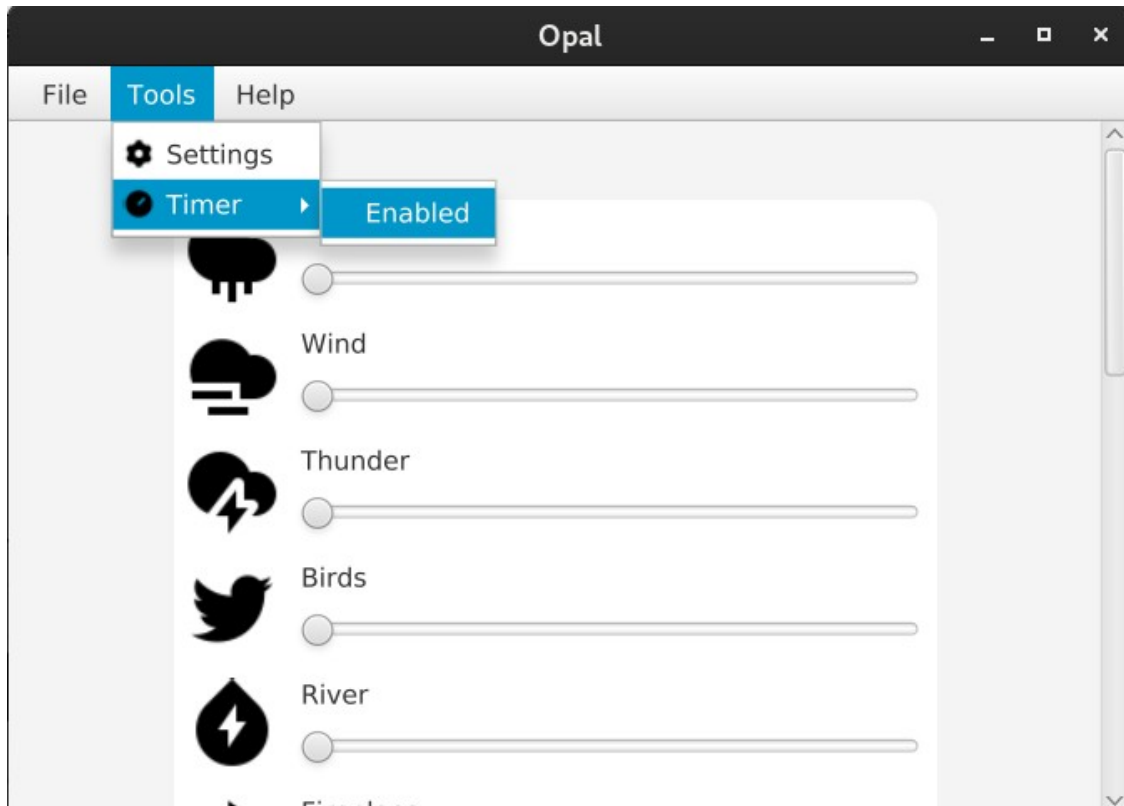 Opal
File Tools Help
Settings
Timer
Enabled
Wind
Thunder
Birds
River